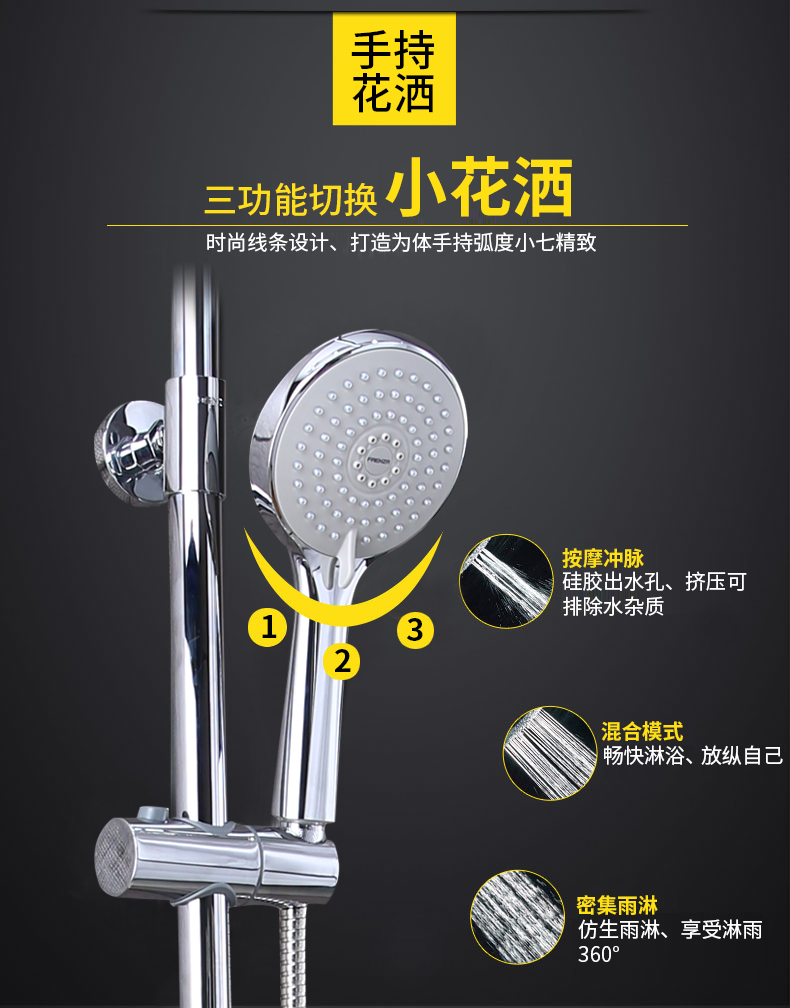 手持
花洒
三功能切换 小花洒
时尚线条设计、打造为体手持弧度小七精致
FAENZA
按摩冲脉
硅胶出水孔、挤压可
排除水杂质
1
2
3
混合模式
畅快淋浴、放纵自己
密集雨淋
仿生雨淋、享受淋雨
360°